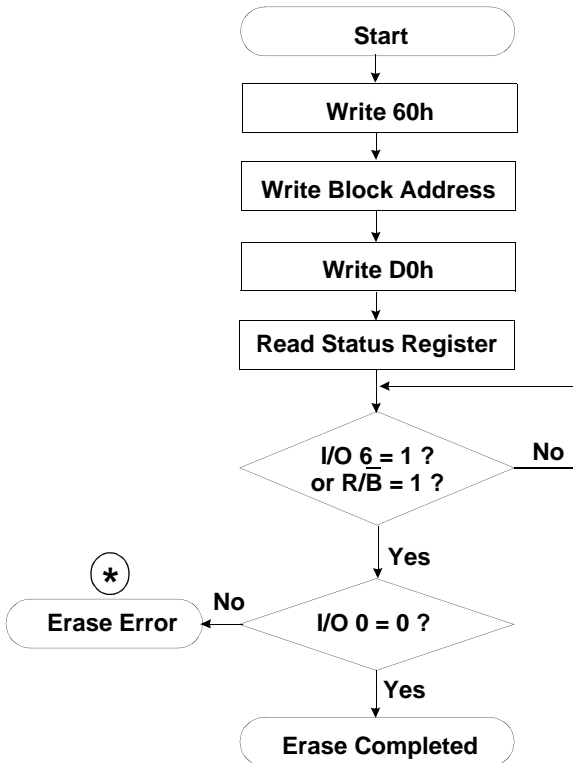 Start
Write 60h
Write Block Address
Write D0h
Read Status Register
I/O 6 = 1 ?
or R/B̅ = 1 ?
No
Yes
*
No
Erase Error
I/O 0 = 0 ?
Yes
Erase Completed